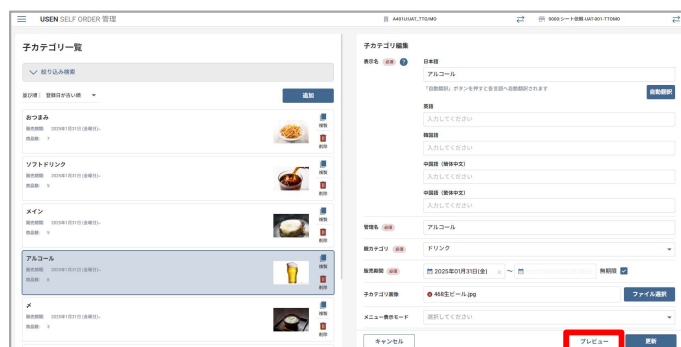 USEN SELF ORDER 管理
A401UIUAT_TTO/MO
0000:シート依頼-UAT-001-TTOMO
子カテゴリ一覧
絞り込み検索
並び順: 登録日が古い順
追加
おつまみ
販売期間: 2025年1月31日(金曜日)-
商品数: 7
複製
削除
ソフトドリンク
販売期間: 2025年1月31日(金曜日)-
商品数: 5
複製
削除
メイン
販売期間: 2025年1月31日(金曜日)-
商品数: 9
複製
削除
アルコール
販売期間: 2025年1月31日(金曜日)-
商品数: 6
複製
削除
〆
販売期間: 2025年1月31日(金曜日)-
商品数: 3
複製
削除
子カテゴリ編集
表示名 必須 ?
日本語
アルコール
「自動翻訳」ボタンを押すと各言語へ自動翻訳されます
自動翻訳
英語
入力してください
韓国語
入力してください
中国語(簡体中文)
入力してください
中国語(繁体中文)
入力してください
管理名 必須
アルコール
親カテゴリ 必須
ドリンク
販売期間 必須
2025年01月31日(金) × ~
無期限
子カテゴリ画像
468生ビール.jpg
ファイル選択
メニュー表示モード
選択してください
キャンセル
プレビュー
更新